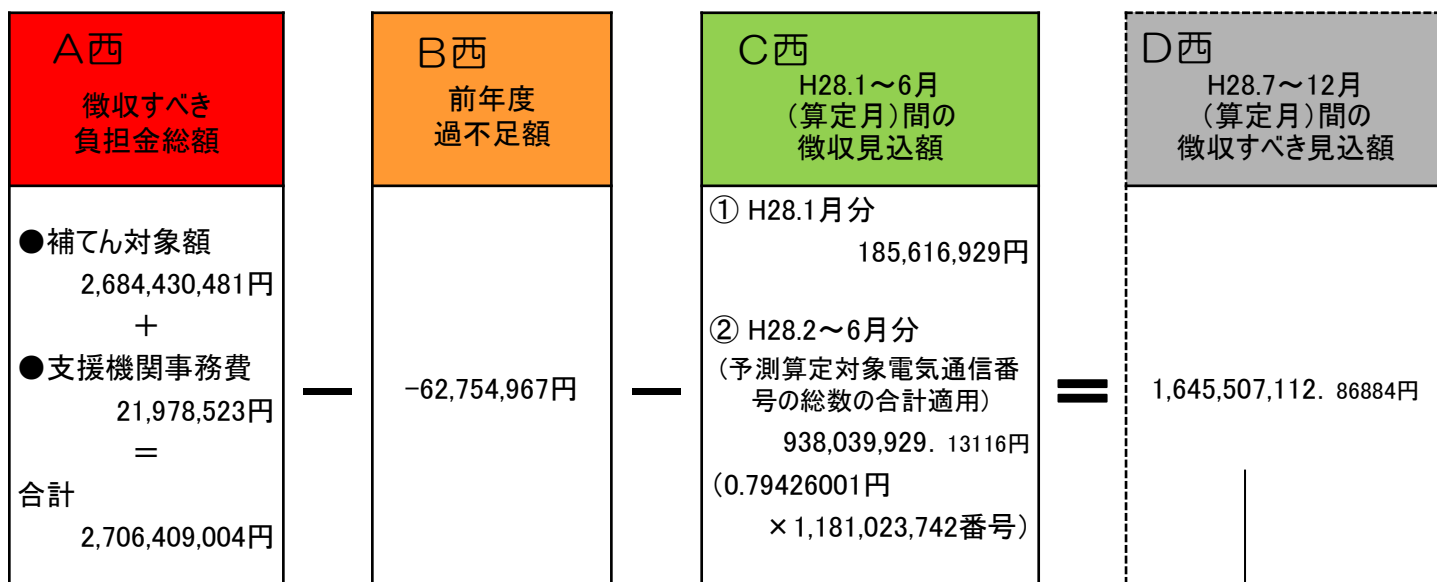 A西
徴収すべき
負担金総額
●補てん対象額
2,684,430,481円
＋
●支援機関事務費
21,978,523円
＝
合計
2,706,409,004円
－
B西
前年度
過不足額
−62,754,967円
－
C西
H28.1～6月
（算定月）間の
徴収見込額
① H28.1月分
185,616,929円
② H28.2～6月分
（予測算定対象電気通信番
号の総数の合計適用）
938,039,929．13116円
（0.79426001円
×1,181,023,742番号）
＝
D西
H28.7～12月
（算定月）間の
徴収すべき見込額
1,645,507,112．86884円